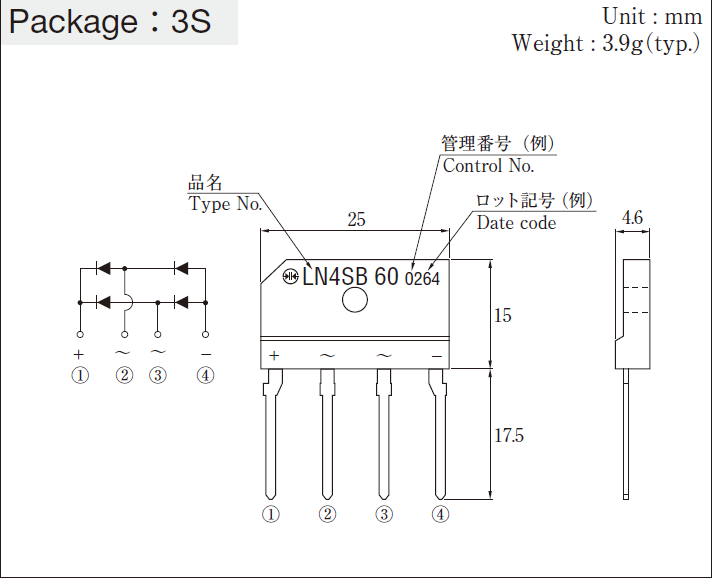 Package：3S
Unit : mm
Weight : 3.9g(typ.)
管理番号（例）
Control No.
品名
Type No.
ロット記号（例）
Date code
25
4.6
LN4SB 60 0264
15
+ ～ ～ −
+ ～ ～ −
① ② ③ ④
17.5
① ② ③ ④